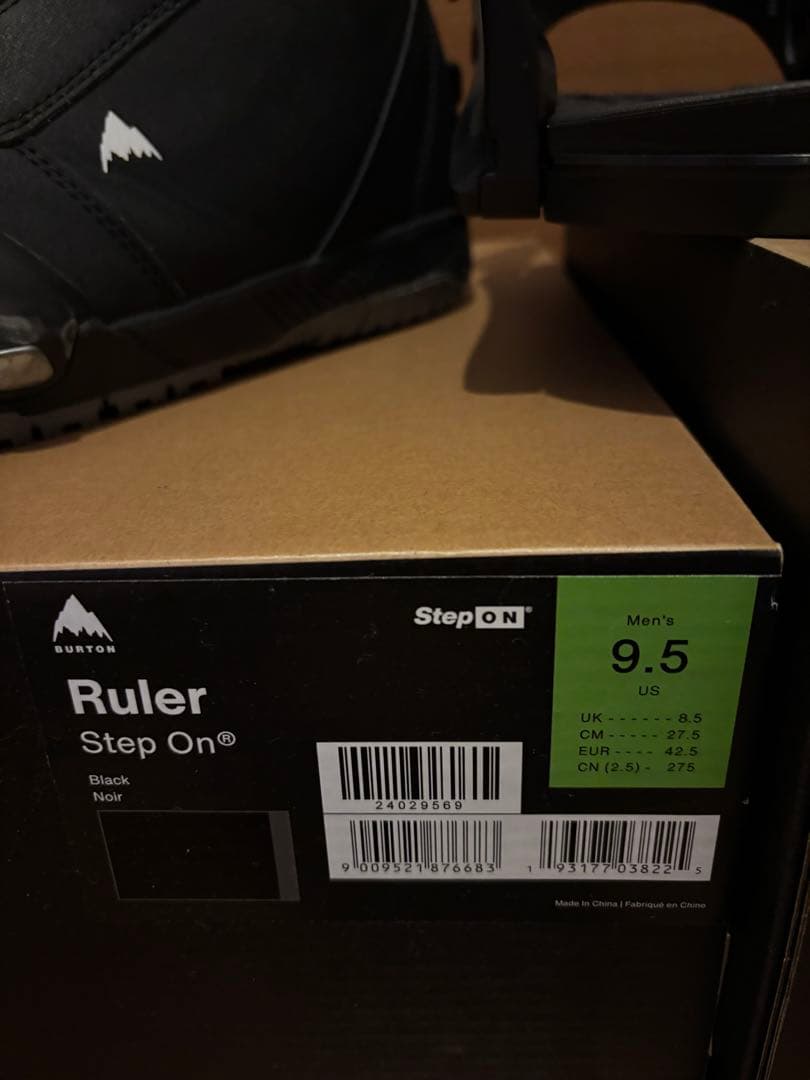 BURTON
Ruler
Step On®
Black
Noir
Step ON®
Men's
9.5
US
UK - - - - - - 8.5
CM - - - - - 27.5
EUR - - - - 42.5
CN (2.5) - 275
24029569
9 009521 876683
1 93177 03822 5
Made In China | Fabriqué en Chine